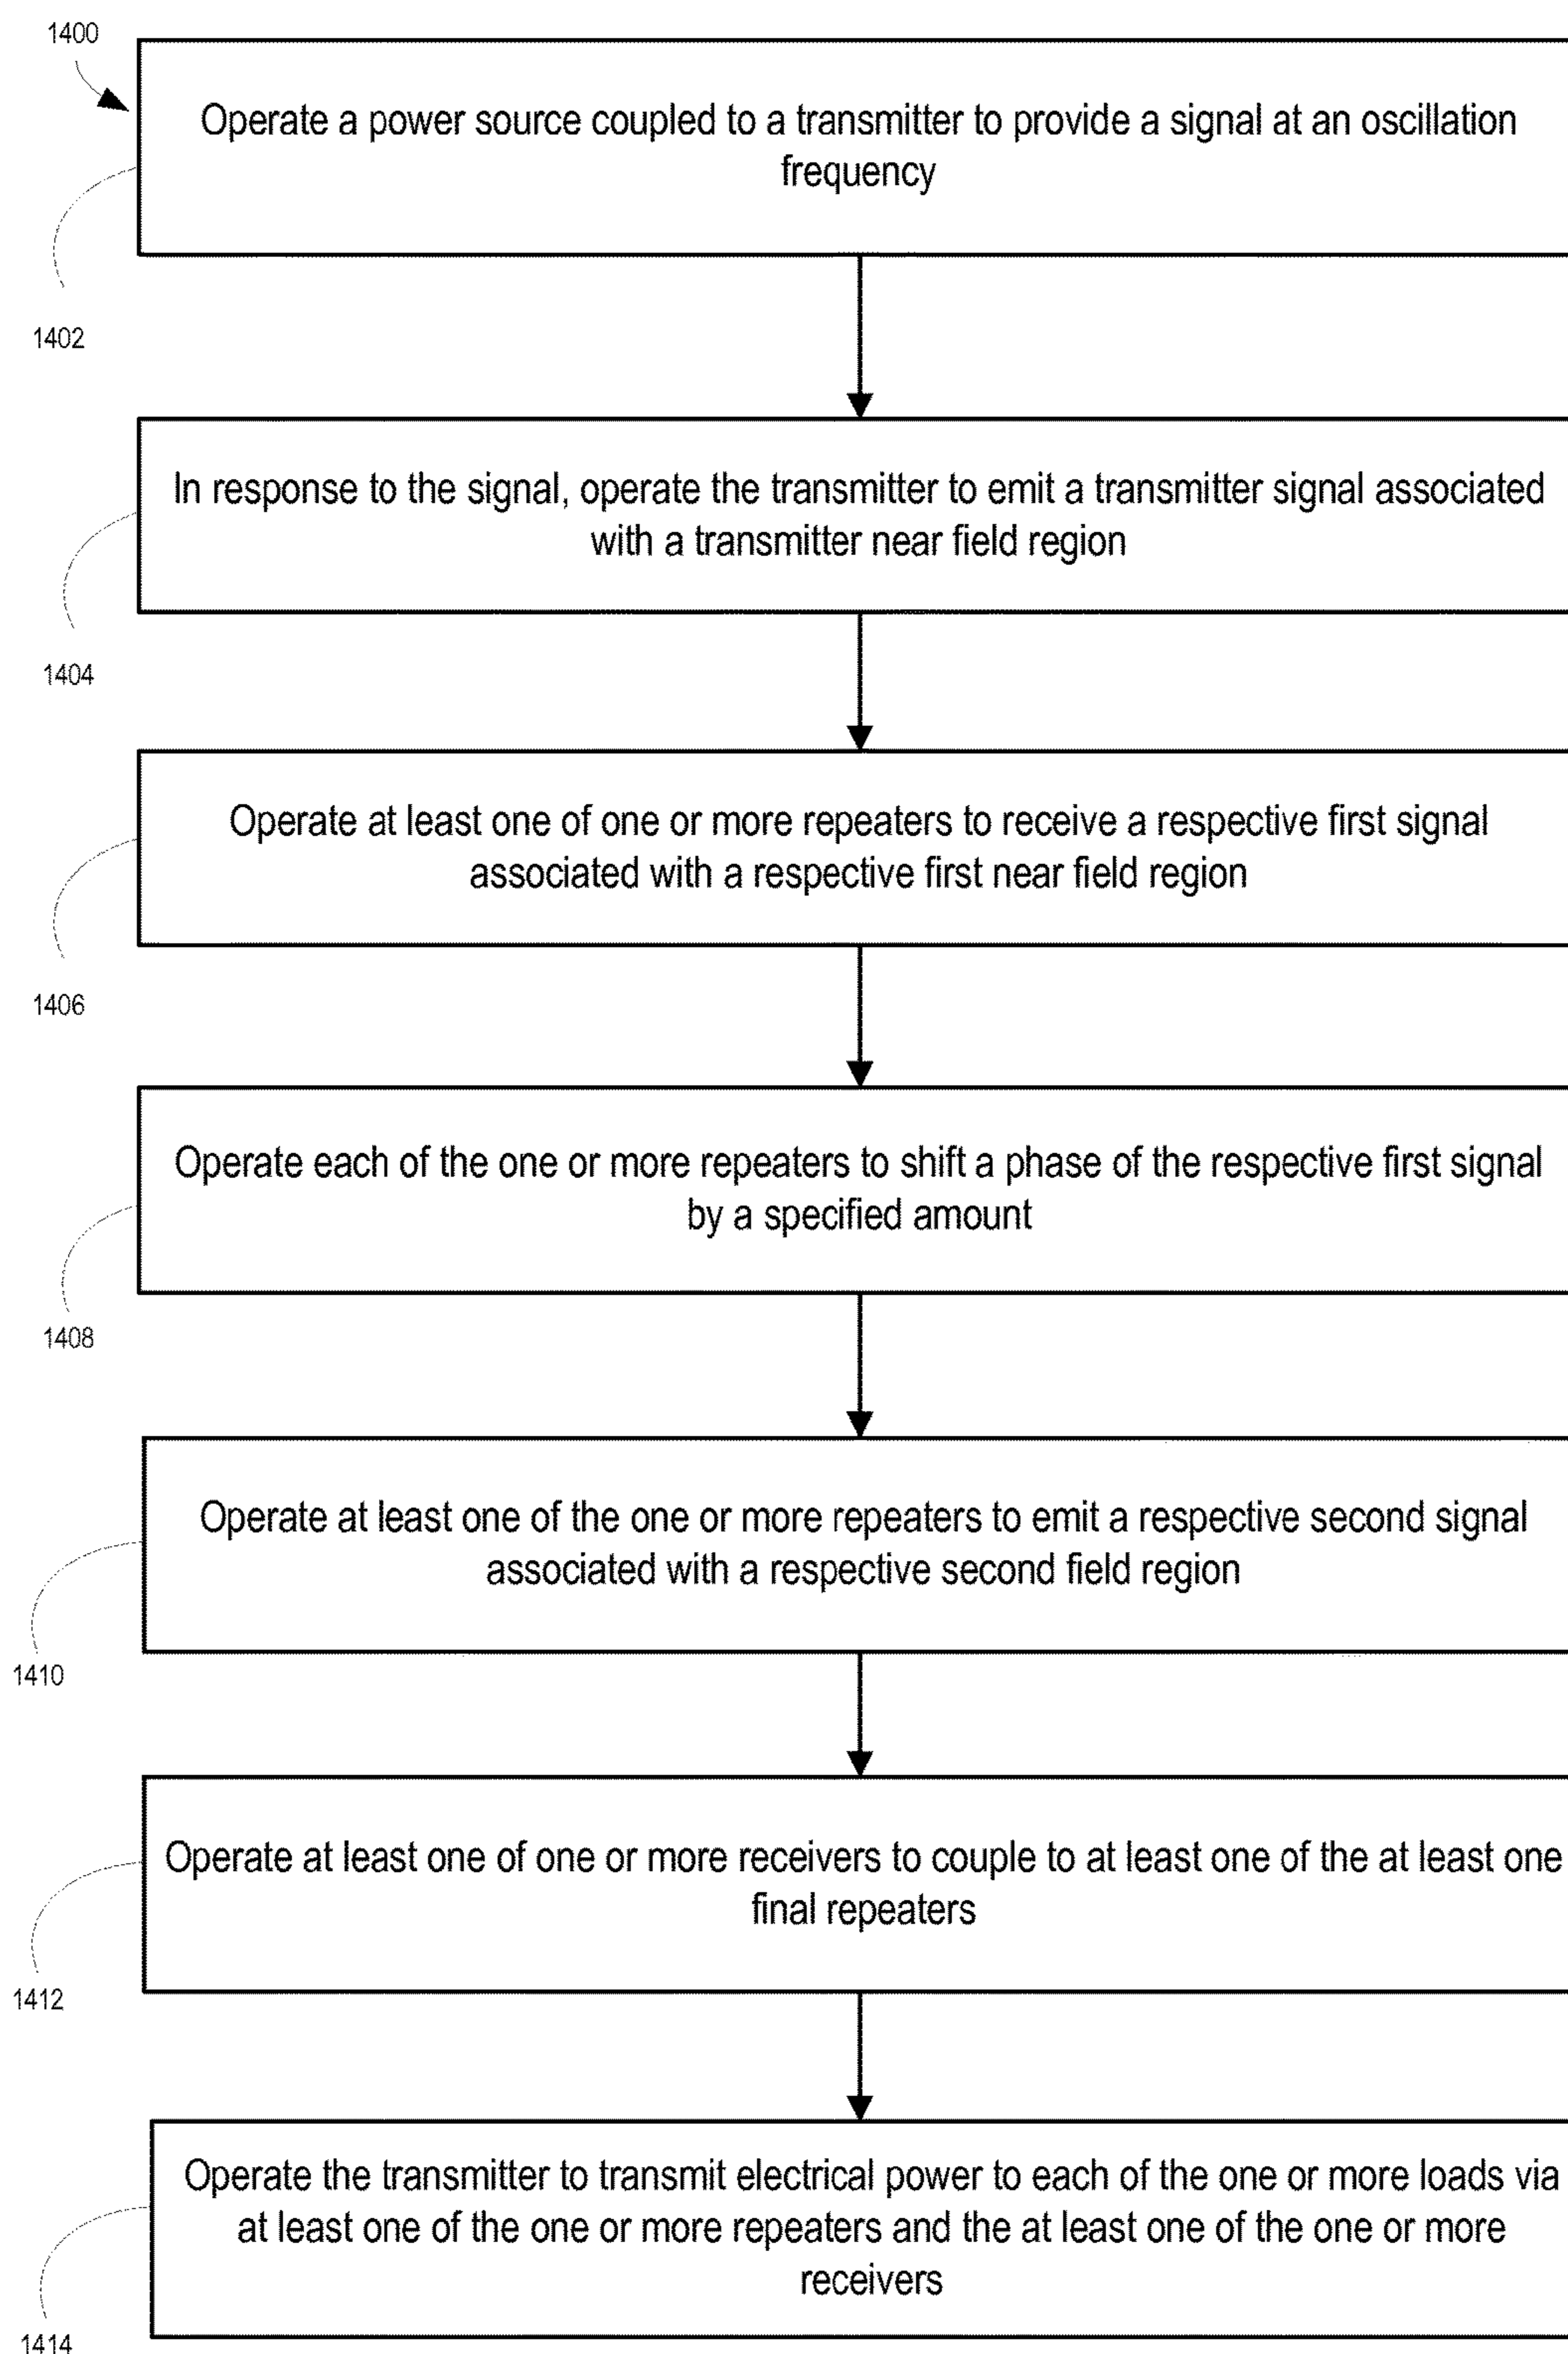 1400
Operate a power source coupled to a transmitter to provide a signal at an oscillation
frequency
1402
In response to the signal, operate the transmitter to emit a transmitter signal associated
with a transmitter near field region
1404
Operate at least one of one or more repeaters to receive a respective first signal
associated with a respective first near field region
1406
Operate each of the one or more repeaters to shift a phase of the respective first signal
by a specified amount
1408
Operate at least one of the one or more repeaters to emit a respective second signal
associated with a respective second field region
1410
Operate at least one of one or more receivers to couple to at least one of the at least one
final repeaters
1412
Operate the transmitter to transmit electrical power to each of the one or more loads via
at least one of the one or more repeaters and the at least one of the one or more
receivers
1414